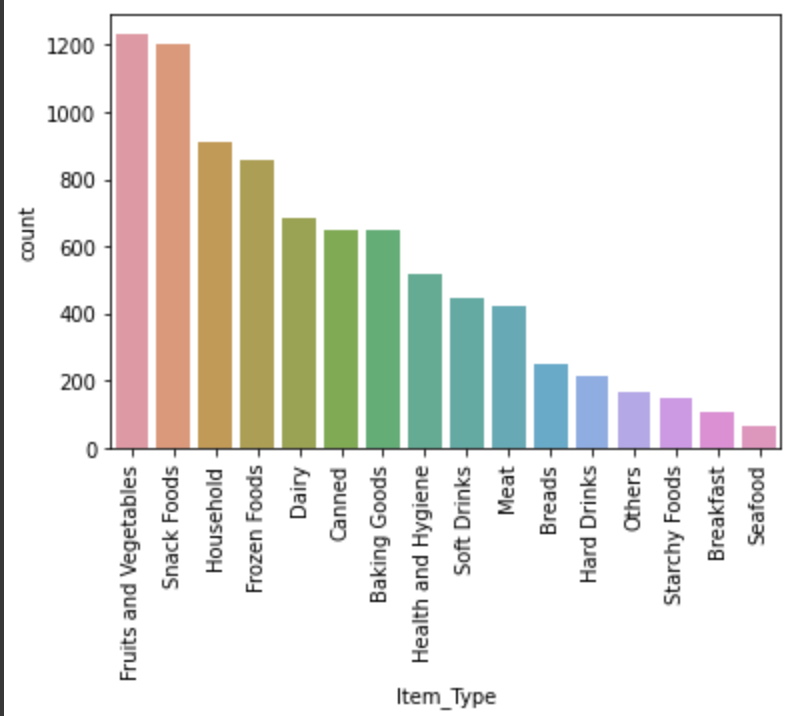 1200
1000
800
600
400
200
0
count
Fruits and Vegetables
Snack Foods
Household
Frozen Foods
Dairy
Canned
Baking Goods
Health and Hygiene
Soft Drinks
Meat
Breads
Hard Drinks
Others
Starchy Foods
Breakfast
Seafood
Item_Type